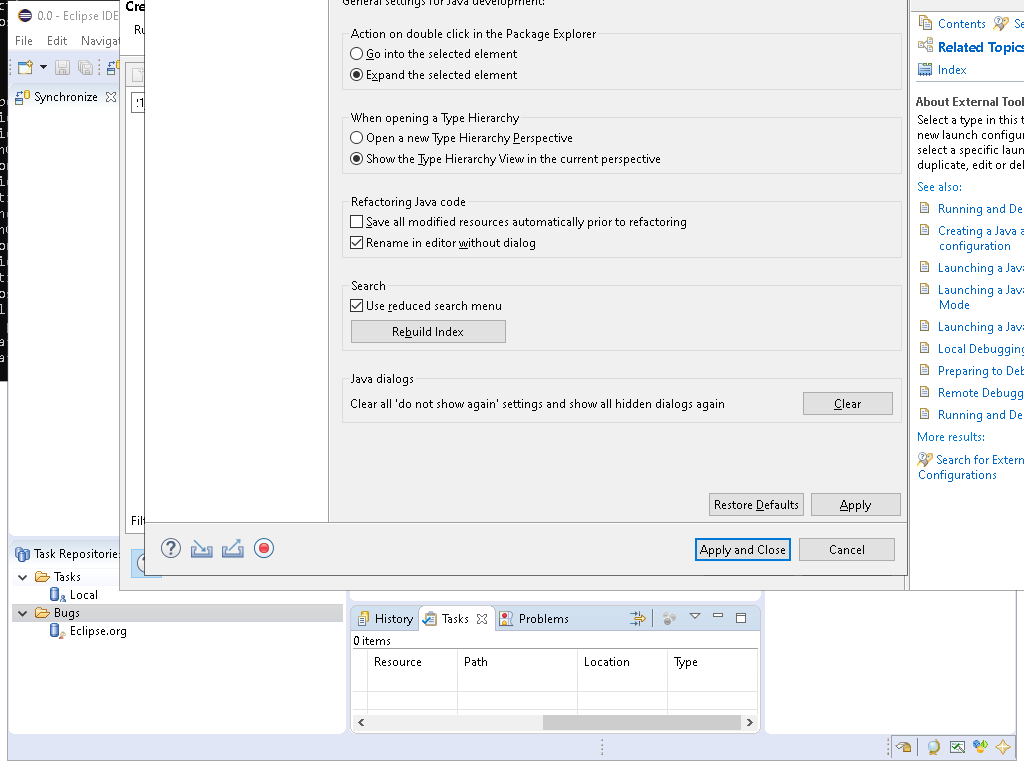 0.0 - Eclipse IDE
File Edit Navigat
Synchronize
Cre
Ru
Filt
General settings for Java development:
Action on double click in the Package Explorer
Go into the selected element
Expand the selected element
When opening a Type Hierarchy
Open a new Type Hierarchy Perspective
Show the Type Hierarchy View in the current perspective
Refactoring Java code
Save all modified resources automatically prior to refactoring
Rename in editor without dialog
Search
Use reduced search menu
Rebuild Index
Java dialogs
Clear all 'do not show again' settings and show all hidden dialogs again
Clear
Restore Defaults Apply
Apply and Close Cancel
Contents Se
Related Topics
Index
About External Tool
Select a type in this t
new launch configur
select a specific laun
duplicate, edit or del
See also:
Running and De
Creating a Java a
configuration
Launching a Java
Launching a Java
Mode
Launching a Java
Local Debugging
Preparing to Deb
Remote Debugg
Running and De
More results:
Search for Extern
Configurations
Task Repositories
Tasks
Local
Bugs
Eclipse.org
History Tasks Problems
0 items
Resource Path Location Type